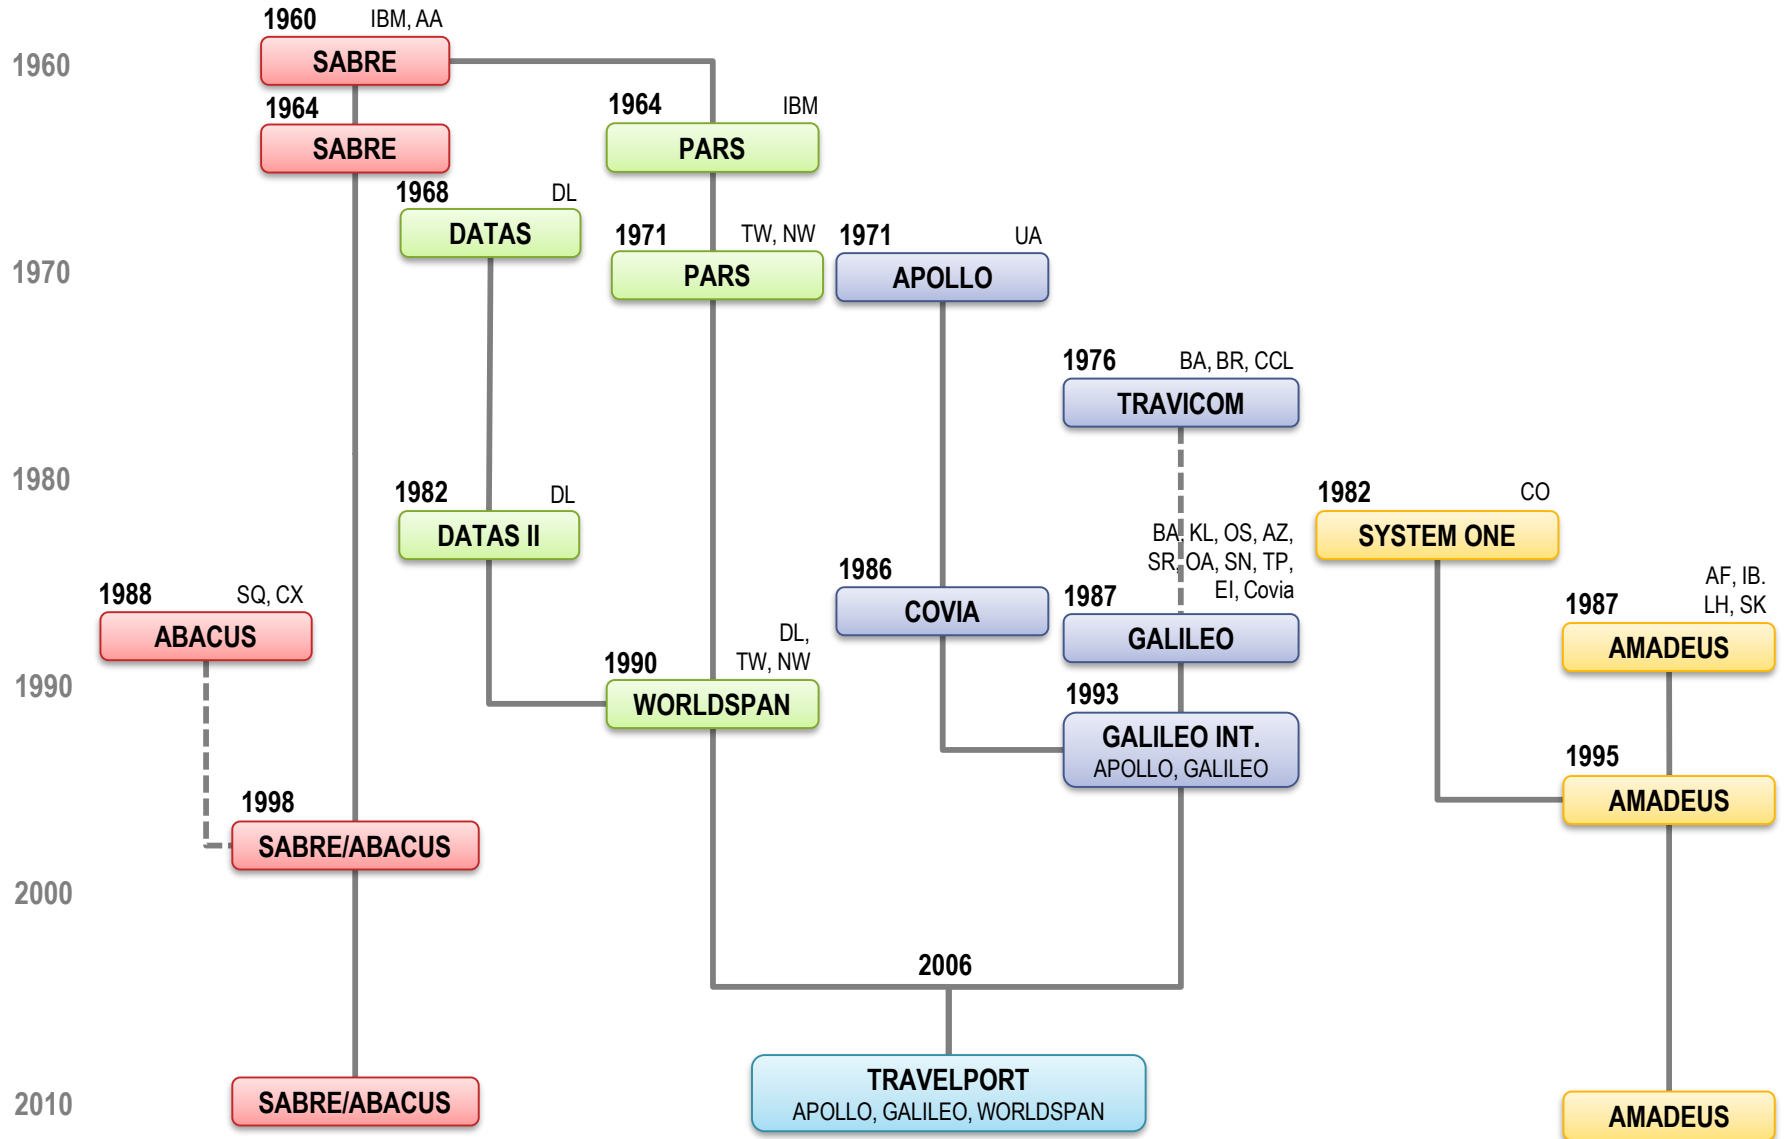 1960 IBM, AA
SABRE
1960
1964
SABRE
1964 IBM
PARS
1968 DL
DATAS
1971 TW, NW
PARS
1971 UA
APOLLO
1970
1976 BA, BR, CCL
TRAVICOM
1980
1982 DL
DATAS II
1982 CO
SYSTEM ONE
BA, KL, OS, AZ,
SR, OA, SN, TP,
EI, Covia
1986
COVIA
1987
GALILEO
AF, IB.
LH, SK
1987
AMADEUS
1988 SQ, CX
ABACUS
DL,
TW, NW
1990
WORLDSPAN
1990
1993
GALILEO INT.
APOLLO, GALILEO
1995
AMADEUS
1998
SABRE/ABACUS
2000
2006
TRAVELPORT
APOLLO, GALILEO, WORLDSPAN
2010
SABRE/ABACUS
AMADEUS